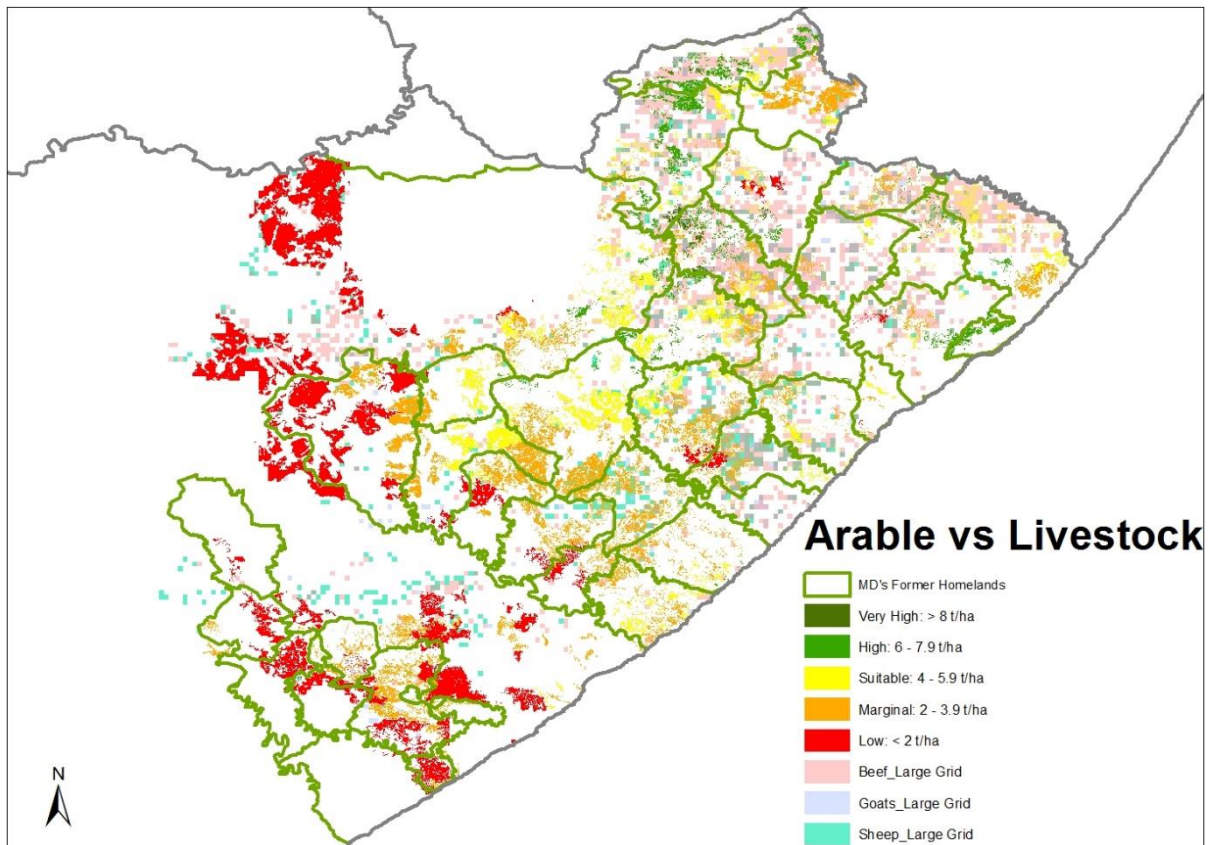 Arable vs Livestock
MD's Former Homelands
Very High: > 8 t/ha
High: 6 - 7.9 t/ha
Suitable: 4 - 5.9 t/ha
Marginal: 2 - 3.9 t/ha
Low: < 2 t/ha
Beef_Large Grid
Goats_Large Grid
Sheep_Large Grid
N